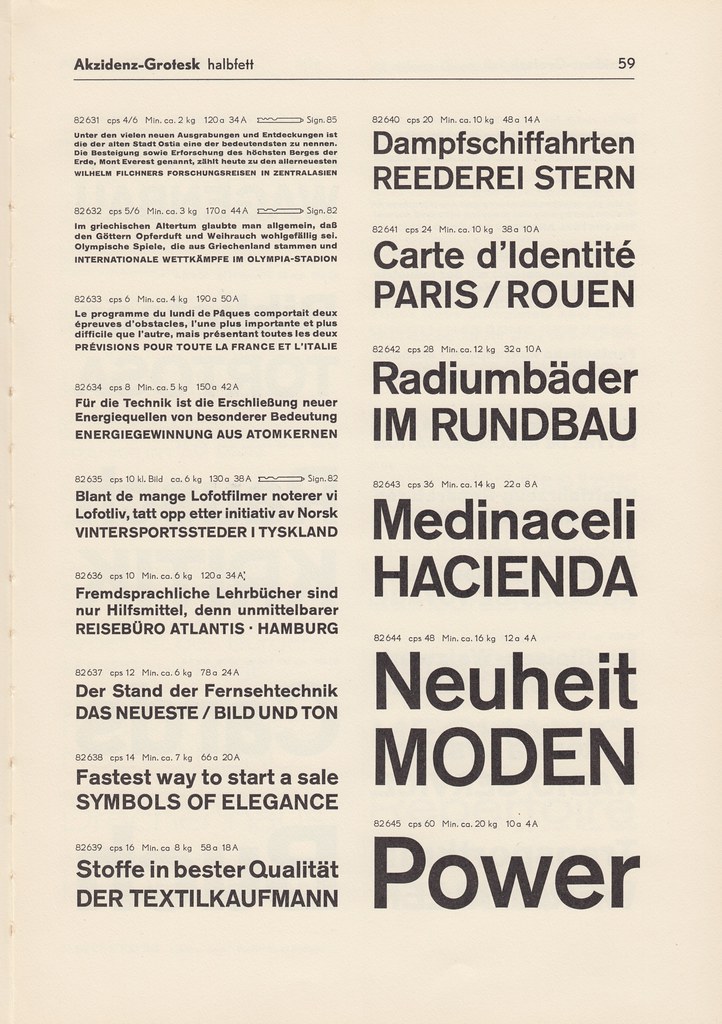 Akzidenz-Grotesk halbfett 59
82631 cps 4/6 Min. ca. 2 kg 120 a 34 A Sign. 85
Unter den vielen neuen Ausgrabungen und Entdeckungen ist
die der alten Stadt Ostia eine der bedeutendsten zu nennen.
Die Besteigung sowie Erforschung des höchsten Berges der
Erde, Mont Everest genannt, zählt heute zu den allerneuesten
WILHELM FILCHNERS FORSCHUNGSREISEN IN ZENTRALASIEN
82632 cps 5/6 Min. ca. 3 kg 170 a 44 A Sign. 82
Im griechischen Altertum glaubte man allgemein, daß
den Göttern Opferduft und Weihrauch wohlgefällig sei.
Olympische Spiele, die aus Griechenland stammen und
INTERNATIONALE WETTKÄMPFE IM OLYMPIA-STADION
82633 cps 6 Min. ca. 4 kg 190 a 50 A
Le programme du lundi de Pâques comportait deux
épreuves d'obstacles, l'une plus importante et plus
difficile que l'autre, mais présentant toutes les deux
PRÉVISIONS POUR TOUTE LA FRANCE ET L'ITALIE
82634 cps 8 Min. ca. 5 kg 150 a 42 A
Für die Technik ist die Erschließung neuer
Energiequellen von besonderer Bedeutung
ENERGIEGEWINNUNG AUS ATOMKERNEN
82635 cps 10 kl. Bild ca. 6 kg 130 a 38 A Sign. 82
Blant de mange Lofotfilmer noterer vi
Lofotliv, tatt opp etter initiativ av Norsk
VINTERSPORTSSTEDER I TYSKLAND
82636 cps 10 Min. ca. 6 kg 120 a 34 A
Fremdsprachliche Lehrbücher sind
nur Hilfsmittel, denn unmittelbarer
REISEBÜRO ATLANTIS · HAMBURG
82637 cps 12 Min. ca. 6 kg 78 a 24 A
Der Stand der Fernsehtechnik
DAS NEUESTE / BILD UND TON
82638 cps 14 Min. ca. 7 kg 66 a 20 A
Fastest way to start a sale
SYMBOLS OF ELEGANCE
82639 cps 16 Min. ca 8 kg 58 a 18 A
Stoffe in bester Qualität
DER TEXTILKAUFMANN
82640 cps 20 Min. ca. 10 kg 48 a 14 A
Dampfschiffahrten
REEDEREI STERN
82641 cps 24 Min. ca. 10 kg 38 a 10 A
Carte d'Identité
PARIS / ROUEN
82642 cps 28 Min. ca. 12 kg 32 a 10 A
Radiumbäder
IM RUNDBAU
82643 cps 36 Min. ca. 14 kg 22 a 8 A
Medinaceli
HACIENDA
82644 cps 48 Min. ca. 16 kg 12 a 4 A
Neuheit
MODEN
82645 cps 60 Min. ca. 20 kg 10 a 4 A
Power